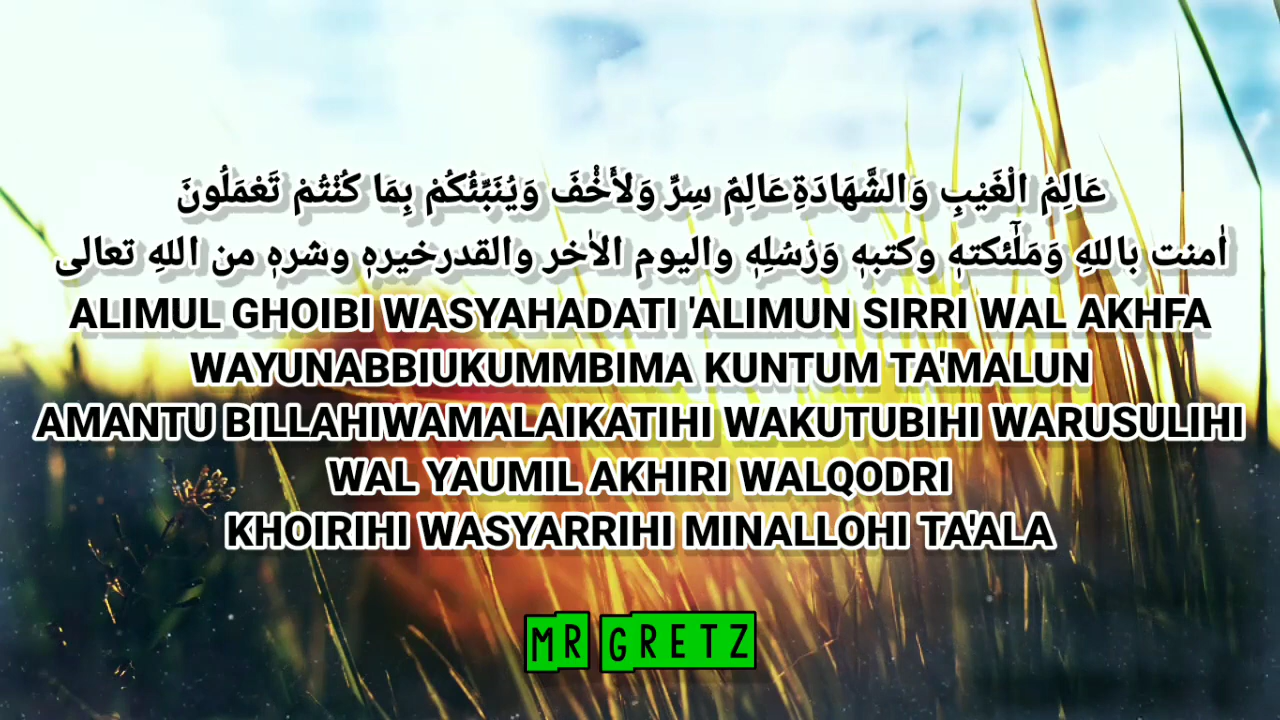 عَالِمُ الْغَيْبِ وَالشَّهَادَةِعَالِمٌ سِرِّ وَلأَخْفَ وَيُنَبِّئُكُمْ بِمَا كُنْتُمْ تَعْمَلُونَ
اٰمنت باللهِ وَمَلٰٓئكتهٖ وكتبهٖ وَرُسُلِهٖ واليوم الاٰخر والقدرخيرهٖ وشرهٖ من اللهِ تعالى
ALIMUL GHOIBI WASYAHADATI 'ALIMUN SIRRI WAL AKHFA
WAYUNABBIUKUMMBIMA KUNTUM TA'MALUN
AMANTU BILLAHIWAMALAIKATIHI WAKUTUBIHI WARUSULIHI
WAL YAUMIL AKHIRI WALQODRI
KHOIRIHI WASYARRIHI MINALLOHI TA'ALA
MR GRETZ